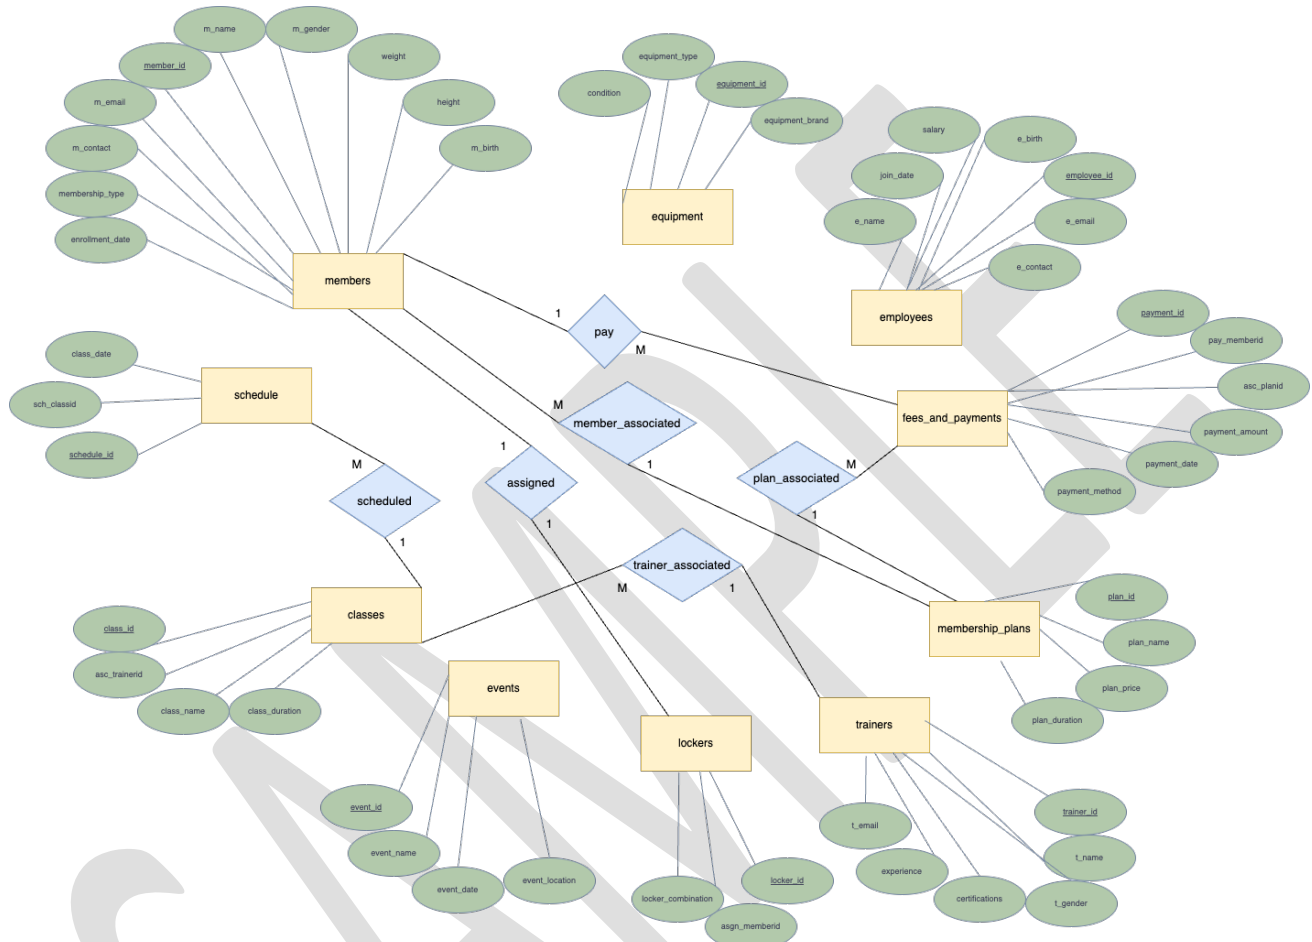 m_name
m_gender
member_id
weight
m_email
height
m_contact
m_birth
membership_type
enrollment_date
members
equipment_type
condition
equipment_id
equipment_brand
equipment
salary
e_birth
join_date
employee_id
e_name
e_email
e_contact
employees
1
pay
M
payment_id
pay_memberid
asc_planid
payment_amount
payment_date
payment_method
fees_and_payments
class_date
sch_classid
schedule_id
schedule
M
member_associated
1
M
plan_associated
1
1
assigned
1
M
scheduled
1
trainer_associated
M
1
classes
class_id
asc_trainerid
class_name
class_duration
membership_plans
plan_id
plan_name
plan_price
plan_duration
events
event_id
event_name
event_date
event_location
lockers
locker_combination
locker_id
asgn_memberid
trainers
t_email
experience
certifications
trainer_id
t_name
t_gender
SAMPLE